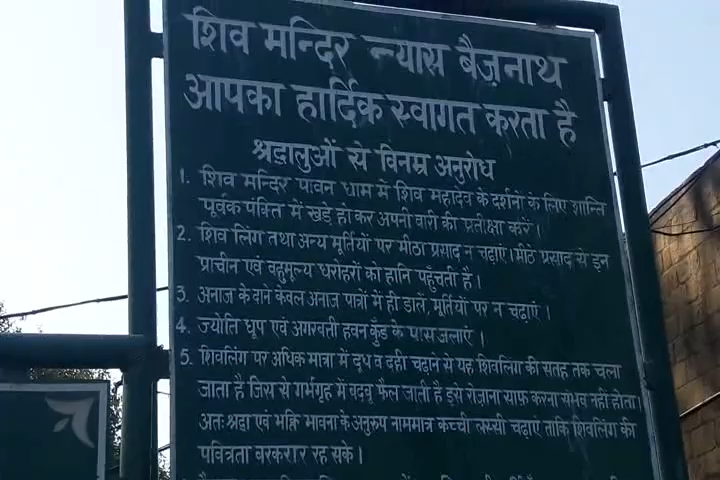 शिव मन्दिर न्यास बैज़नाथ
आपका हार्दिक स्वागत करता है
श्रद्धालुओं से विनम्र अनुरोध
1. शिव मन्दिर पावन धाम में शिव महादेव के दर्शनों के लिए शान्ति
पूर्वक पंक्ति में खड़े हो कर अपनी बारी की प्रतीक्षा करें।
2. शिव लिंग तथा अन्य मूर्तियों पर मीठा प्रसाद न चढ़ाएं। मीठे प्रसाद से इन
प्राचीन एवं बहुमूल्य धरोहरों को हानि पहुँचती है।
3. अनाज के दाने केवल अनाज पात्रों में ही डालें, मूर्तियों पर न चढ़ाएं।
4. ज्योति धूप एवं अगरबत्ती हवन कुँड के पास जलाएं।
5. शिवलिंग पर अधिक मात्रा में दूध व दही चढ़ाने से यह शिवलिंग की सतह तक चला
जाता है जिस से गर्भगृह में बदबू फैल जाती है इसे रोज़ाना साफ़ करना संभव नहीं होता।
अतः श्रद्धा एवं भक्ति भावना के अनुरुप नाममात्र कच्ची लस्सी चढ़ाएं ताकि शिवलिंग की
पवित्रता बरकरार रह सके।